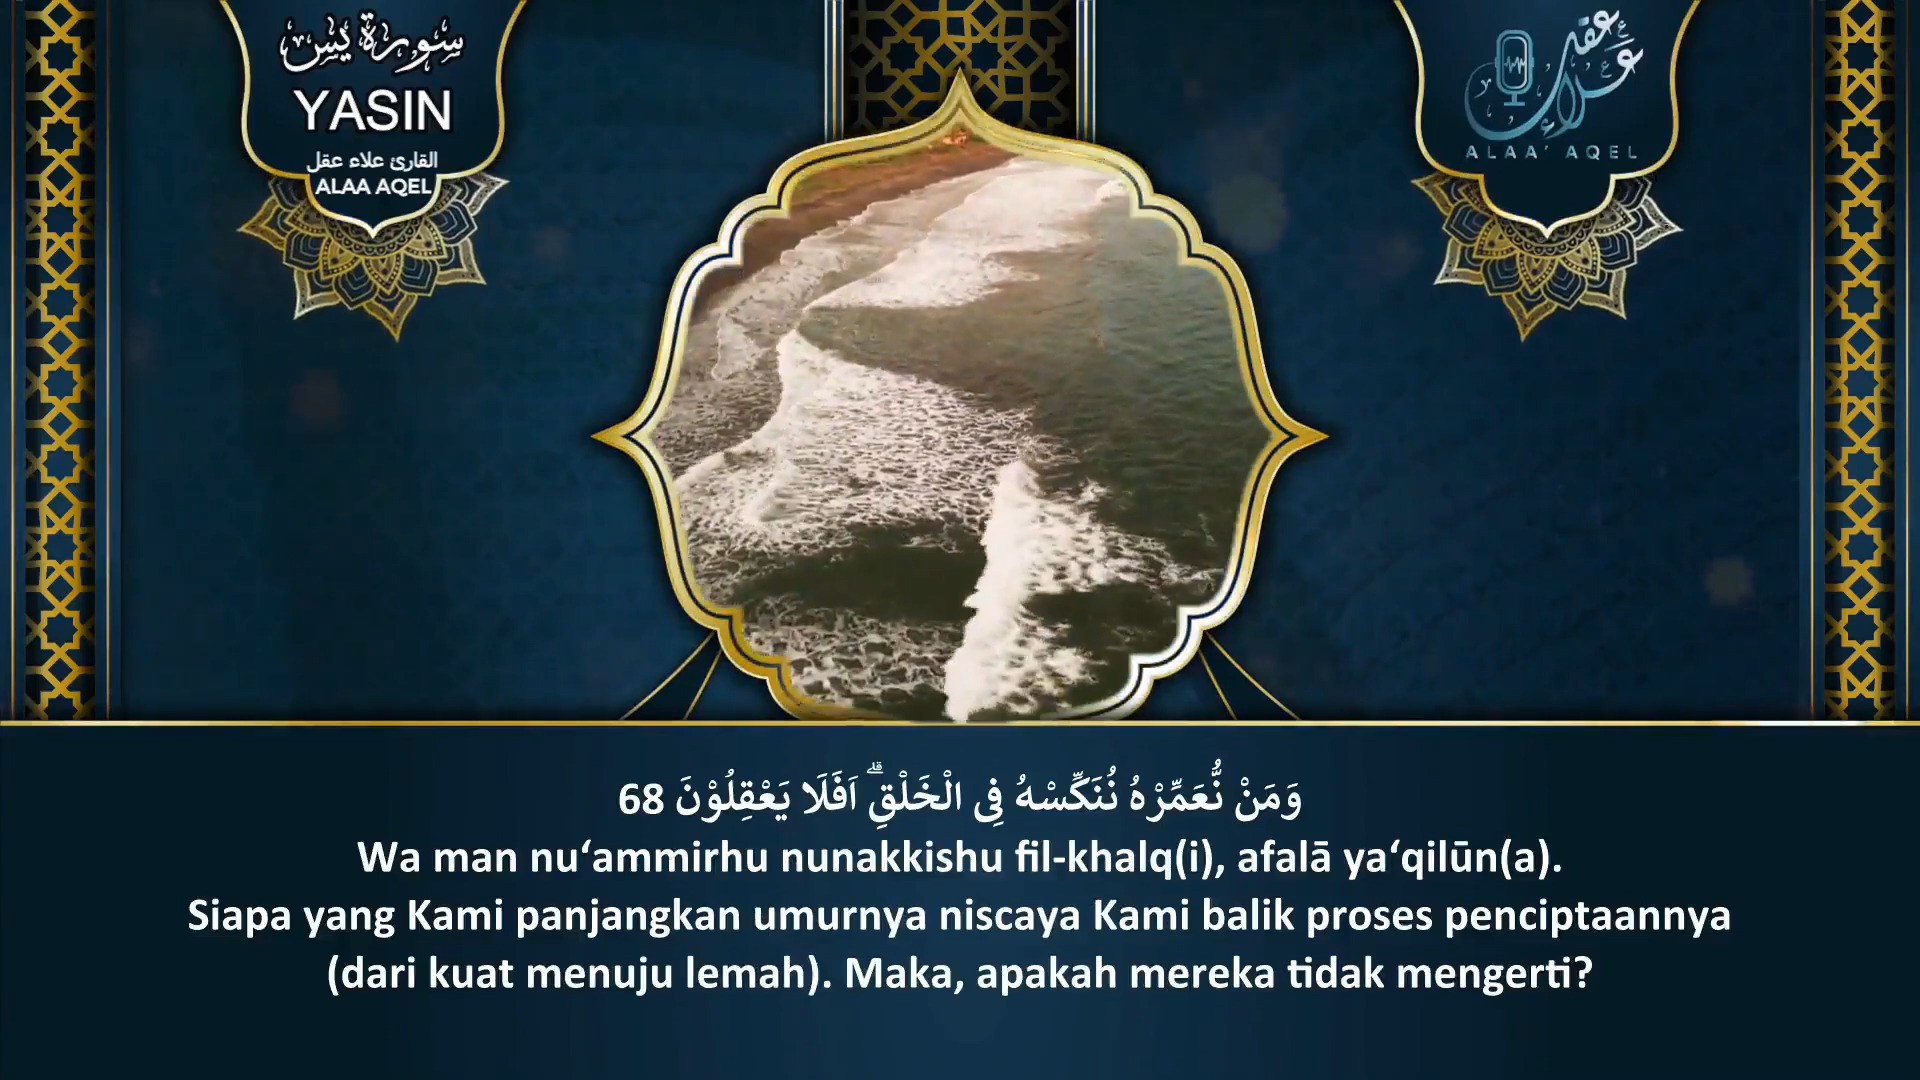 سورة يس
YASIN
القارئ علاء عقل
ALAA AQEL
علاء عقل
ALAA' AQEL
وَمَنْ نُّعَمِّرْهُ نُنَكِّسْهُ فِى الْخَلْقِۗ اَفَلَا يَعْقِلُوْنَ 68
Wa man nu‘ammirhu nunakkishu fil-khalq(i), afalā ya‘qilūn(a).
Siapa yang Kami panjangkan umurnya niscaya Kami balik proses penciptaannya
(dari kuat menuju lemah). Maka, apakah mereka tidak mengerti?